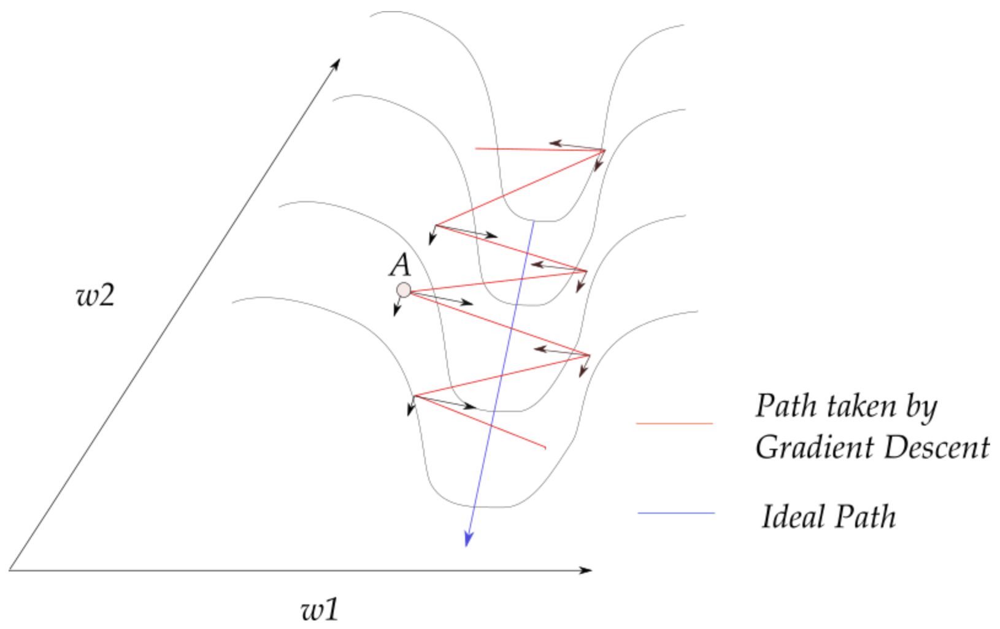 A
w2
Path taken by
Gradient Descent
Ideal Path
w1